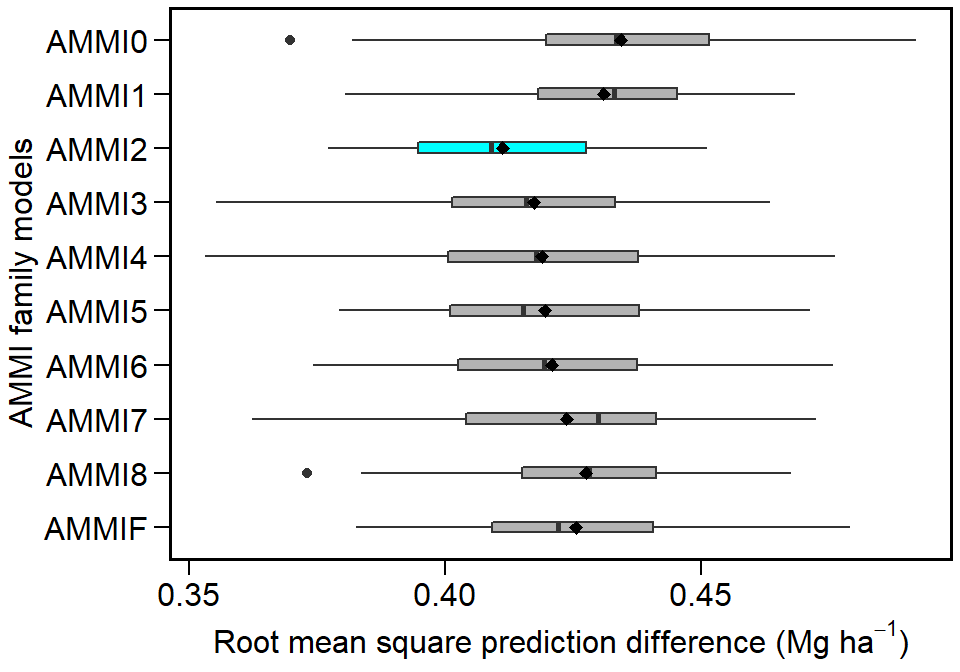 AMMI family models
AMMI0
AMMI1
AMMI2
AMMI3
AMMI4
AMMI5
AMMI6
AMMI7
AMMI8
AMMIF
0.35 0.40 0.45
Root mean square prediction difference (Mg ha⁻¹)